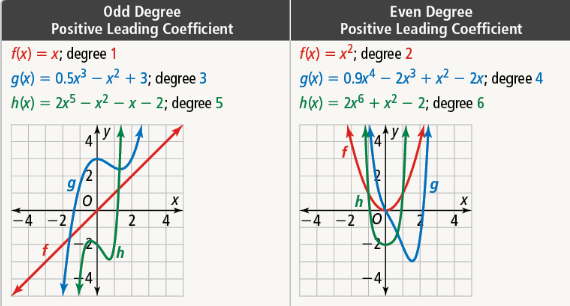 Odd Degree
Positive Leading Coefficient
f(x) = x; degree 1
g(x) = 0.5x³ – x² + 3; degree 3
h(x) = 2x⁵ – x² – x – 2; degree 5
4
y
g
2
O
x
–4
–2
2
4
f
–2
h
–4
Even Degree
Positive Leading Coefficient
f(x) = x²; degree 2
g(x) = 0.9x⁴ – 2x³ + x² – 2x; degree 4
h(x) = 2x⁶ + x² – 2; degree 6
4
y
f
2
g
h
x
–4
–2
O
2
4
–2
–4